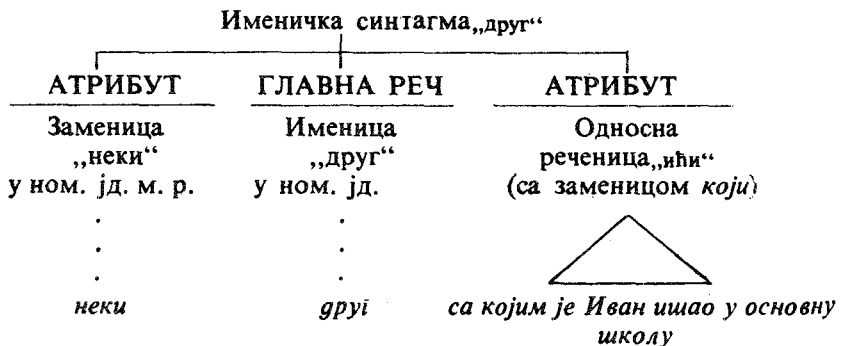 Именичка синтагма„друг“
АТРИБУТ ГЛАВНА РЕЧ АТРИБУТ
Заменица Именица Односна
„неки“ „друг“ реченица„ићи“
у ном. јд. м. р. у ном. јд. (са заменицом који)
. .
. .
. .
неки друг са којим је Иван ишао у основну
школу